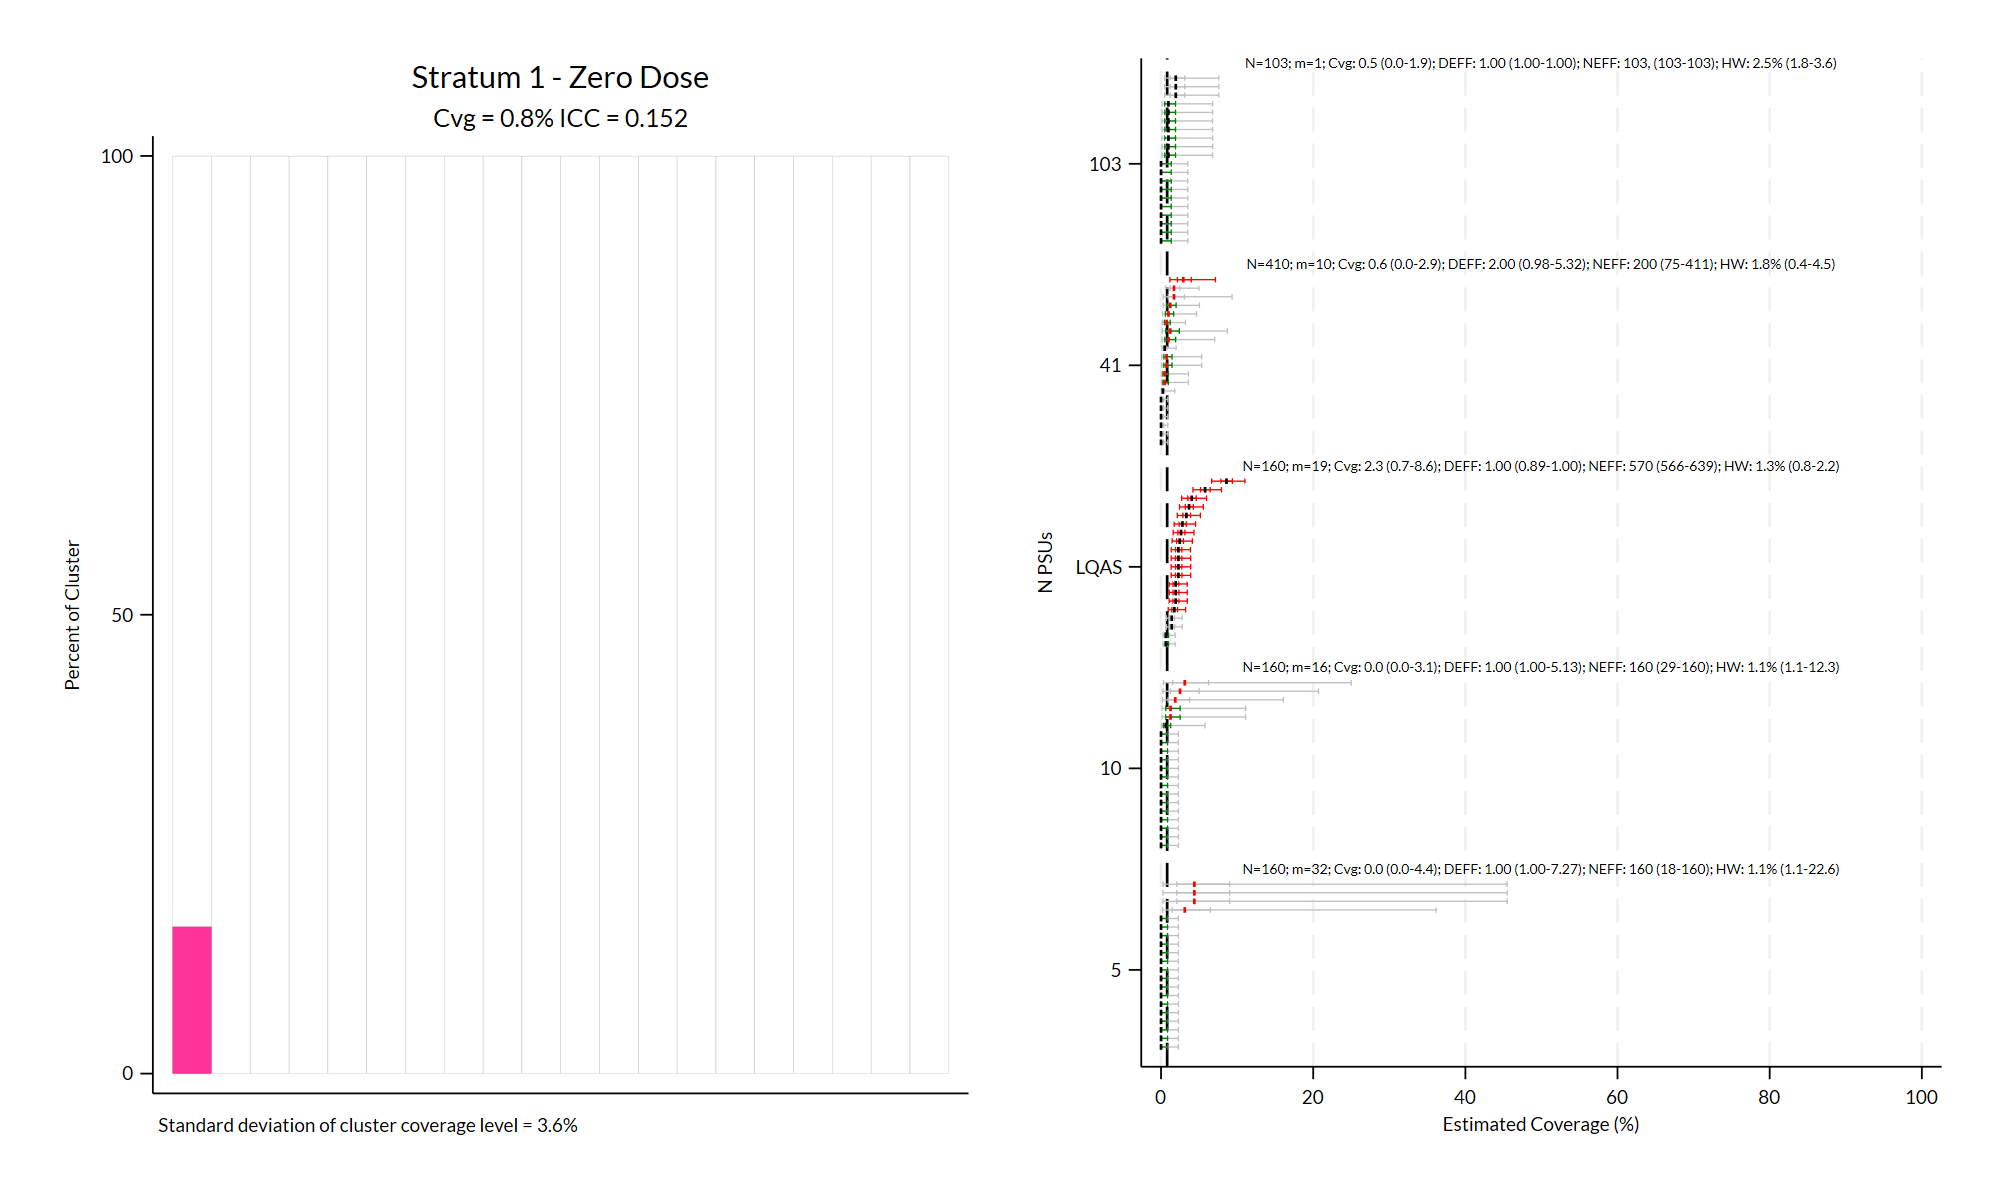 Stratum 1 - Zero Dose
Cvg = 0.8% ICC = 0.152
100
50
0
Percent of Cluster
Standard deviation of cluster coverage level = 3.6%
N=103; m=1; Cvg: 0.5 (0.0-1.9); DEFF: 1.00 (1.00-1.00); NEFF: 103, (103-103); HW: 2.5% (1.8-3.6)
103
N=410; m=10; Cvg: 0.6 (0.0-2.9); DEFF: 2.00 (0.98-5.32); NEFF: 200 (75-411); HW: 1.8% (0.4-4.5)
41
N=160; m=19; Cvg: 2.3 (0.7-8.6); DEFF: 1.00 (0.89-1.00); NEFF: 570 (566-639); HW: 1.3% (0.8-2.2)
LQAS
N=160; m=16; Cvg: 0.0 (0.0-3.1); DEFF: 1.00 (1.00-5.13); NEFF: 160 (29-160); HW: 1.1% (1.1-12.3)
10
N=160; m=32; Cvg: 0.0 (0.0-4.4); DEFF: 1.00 (1.00-7.27); NEFF: 160 (18-160); HW: 1.1% (1.1-22.6)
5
N PSUs
0 20 40 60 80 100
Estimated Coverage (%)